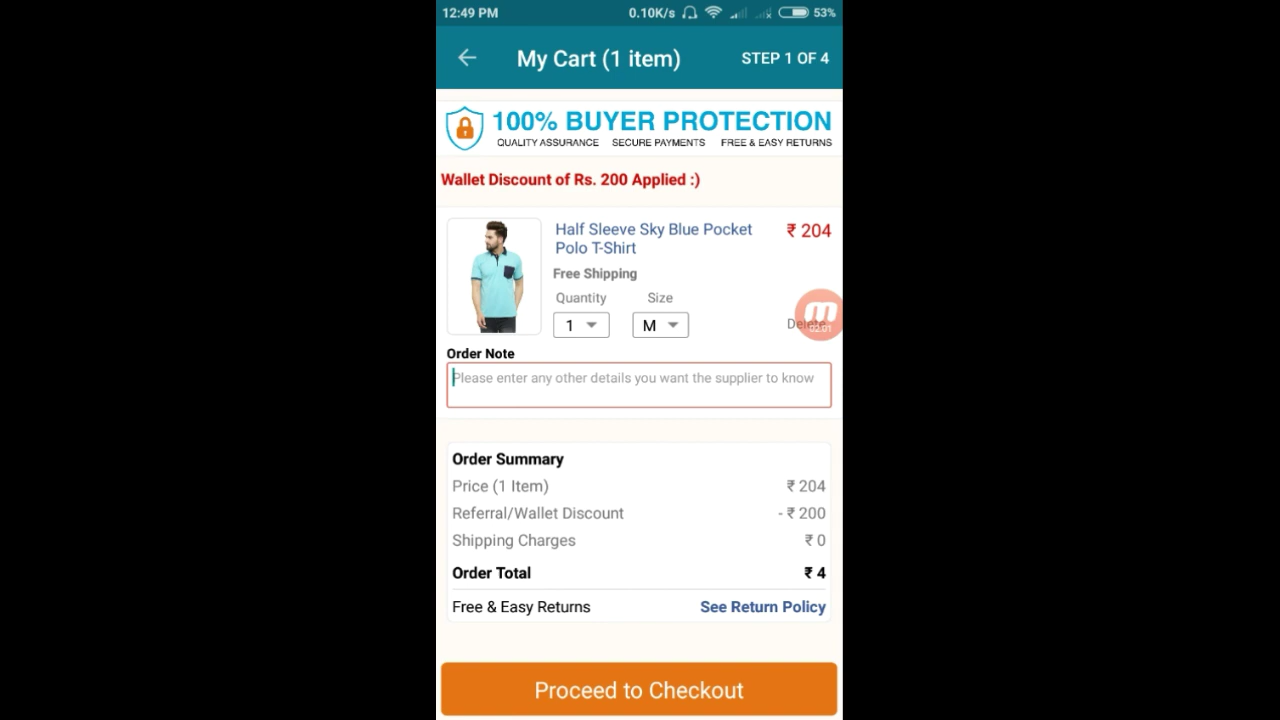 12:49 PM 0.10K/s 53%
My Cart (1 item) STEP 1 OF 4
100% BUYER PROTECTION
QUALITY ASSURANCE SECURE PAYMENTS FREE & EASY RETURNS
Wallet Discount of Rs. 200 Applied :)
Half Sleeve Sky Blue Pocket ₹ 204
Polo T-Shirt
Free Shipping
Quantity Size
1 M Delete
02:01
Order Note
Please enter any other details you want the supplier to know
Order Summary
Price (1 Item) ₹ 204
Referral/Wallet Discount - ₹ 200
Shipping Charges ₹ 0
Order Total ₹ 4
Free & Easy Returns See Return Policy
Proceed to Checkout